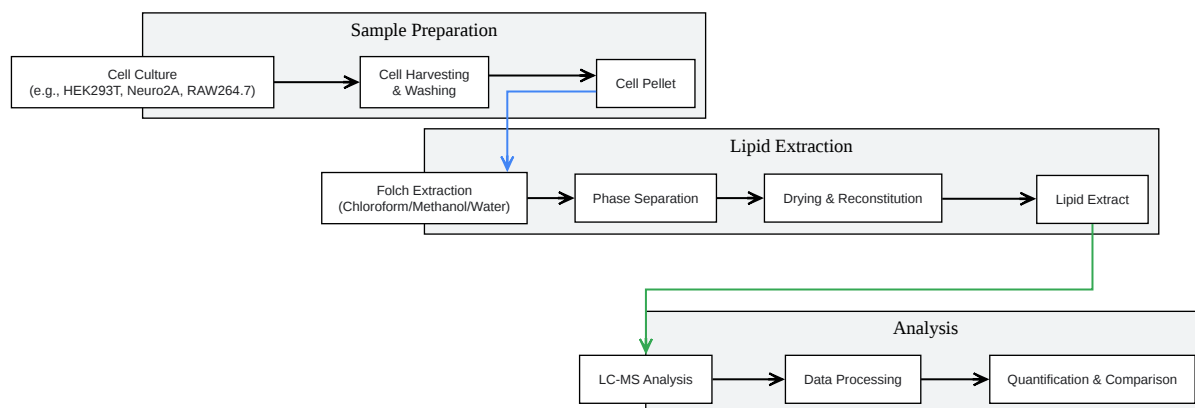 Sample Preparation
Cell Culture
(e.g., HEK293T, Neuro2A, RAW264.7)
Cell Harvesting
& Washing
Cell Pellet
Lipid Extraction
Folch Extraction
(Chloroform/Methanol/Water)
Phase Separation
Drying & Reconstitution
Lipid Extract
Analysis
LC-MS Analysis
Data Processing
Quantification & Comparison